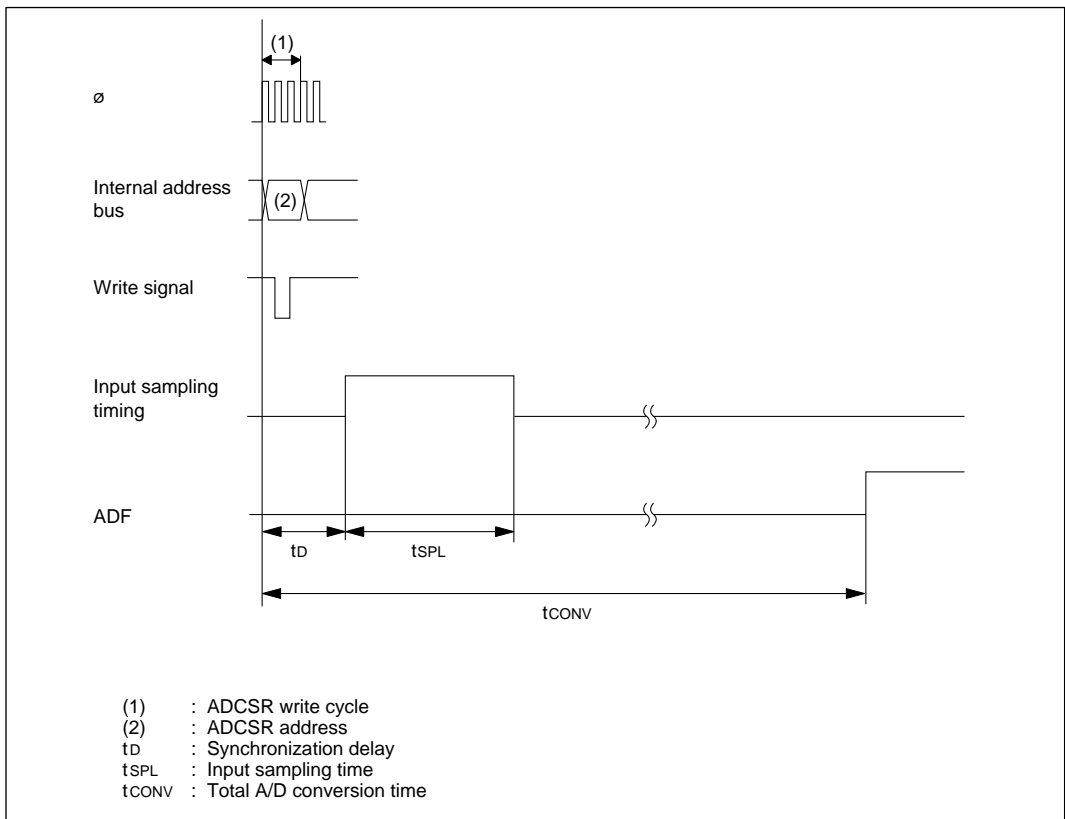 (1)
ø
Internal address
bus
(2)
Write signal
Input sampling
timing
ADF
tD
tSPL
tCONV
(1) : ADCSR write cycle
(2) : ADCSR address
tD : Synchronization delay
tSPL : Input sampling time
tCONV : Total A/D conversion time